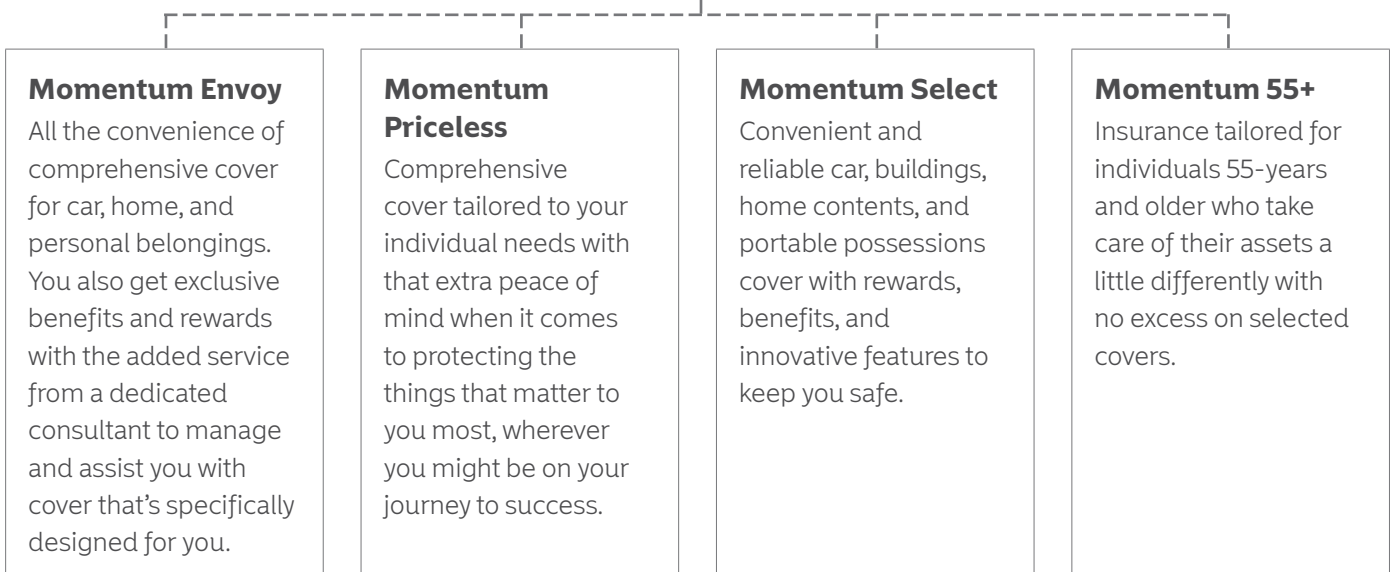 Momentum Envoy
All the convenience of
comprehensive cover
for car, home, and
personal belongings.
You also get exclusive
benefits and rewards
with the added service
from a dedicated
consultant to manage
and assist you with
cover that’s specifically
designed for you.
Momentum
Priceless
Comprehensive
cover tailored to your
individual needs with
that extra peace of
mind when it comes
to protecting the
things that matter to
you most, wherever
you might be on your
journey to success.
Momentum Select
Convenient and
reliable car, buildings,
home contents, and
portable possessions
cover with rewards,
benefits, and
innovative features to
keep you safe.
Momentum 55+
Insurance tailored for
individuals 55-years
and older who take
care of their assets a
little differently with
no excess on selected
covers.